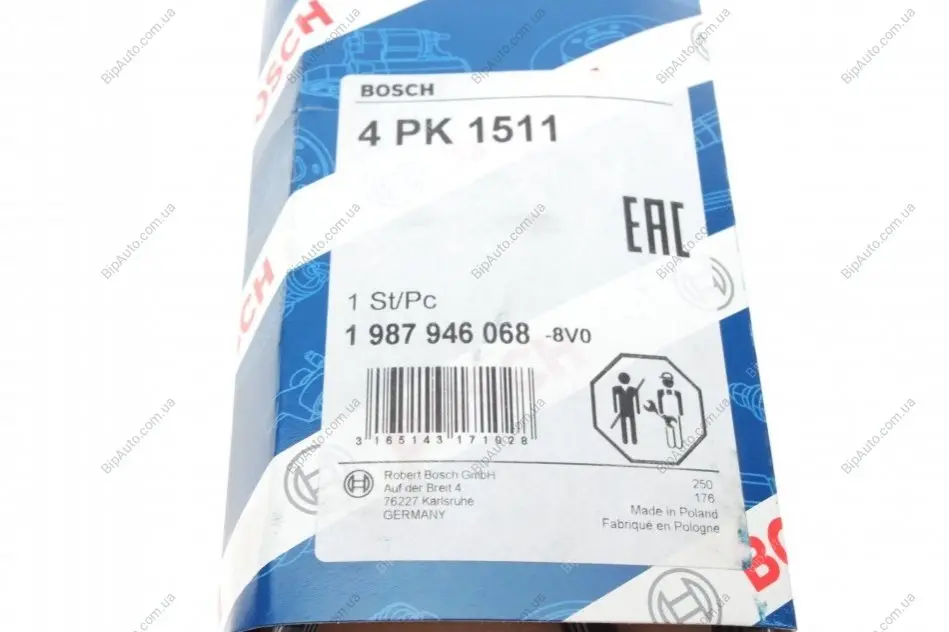 BOSCH
BOSCH
4 PK 1511
EAC
1 St/Pc
1 987 946 068 -8V0
3 165143 171028
Robert Bosch GmbH
Auf der Breit 4
76227 Karlsruhe
GERMANY
250
176
Made in Poland
Fabriqué en Pologne
BipAuto.com.ua